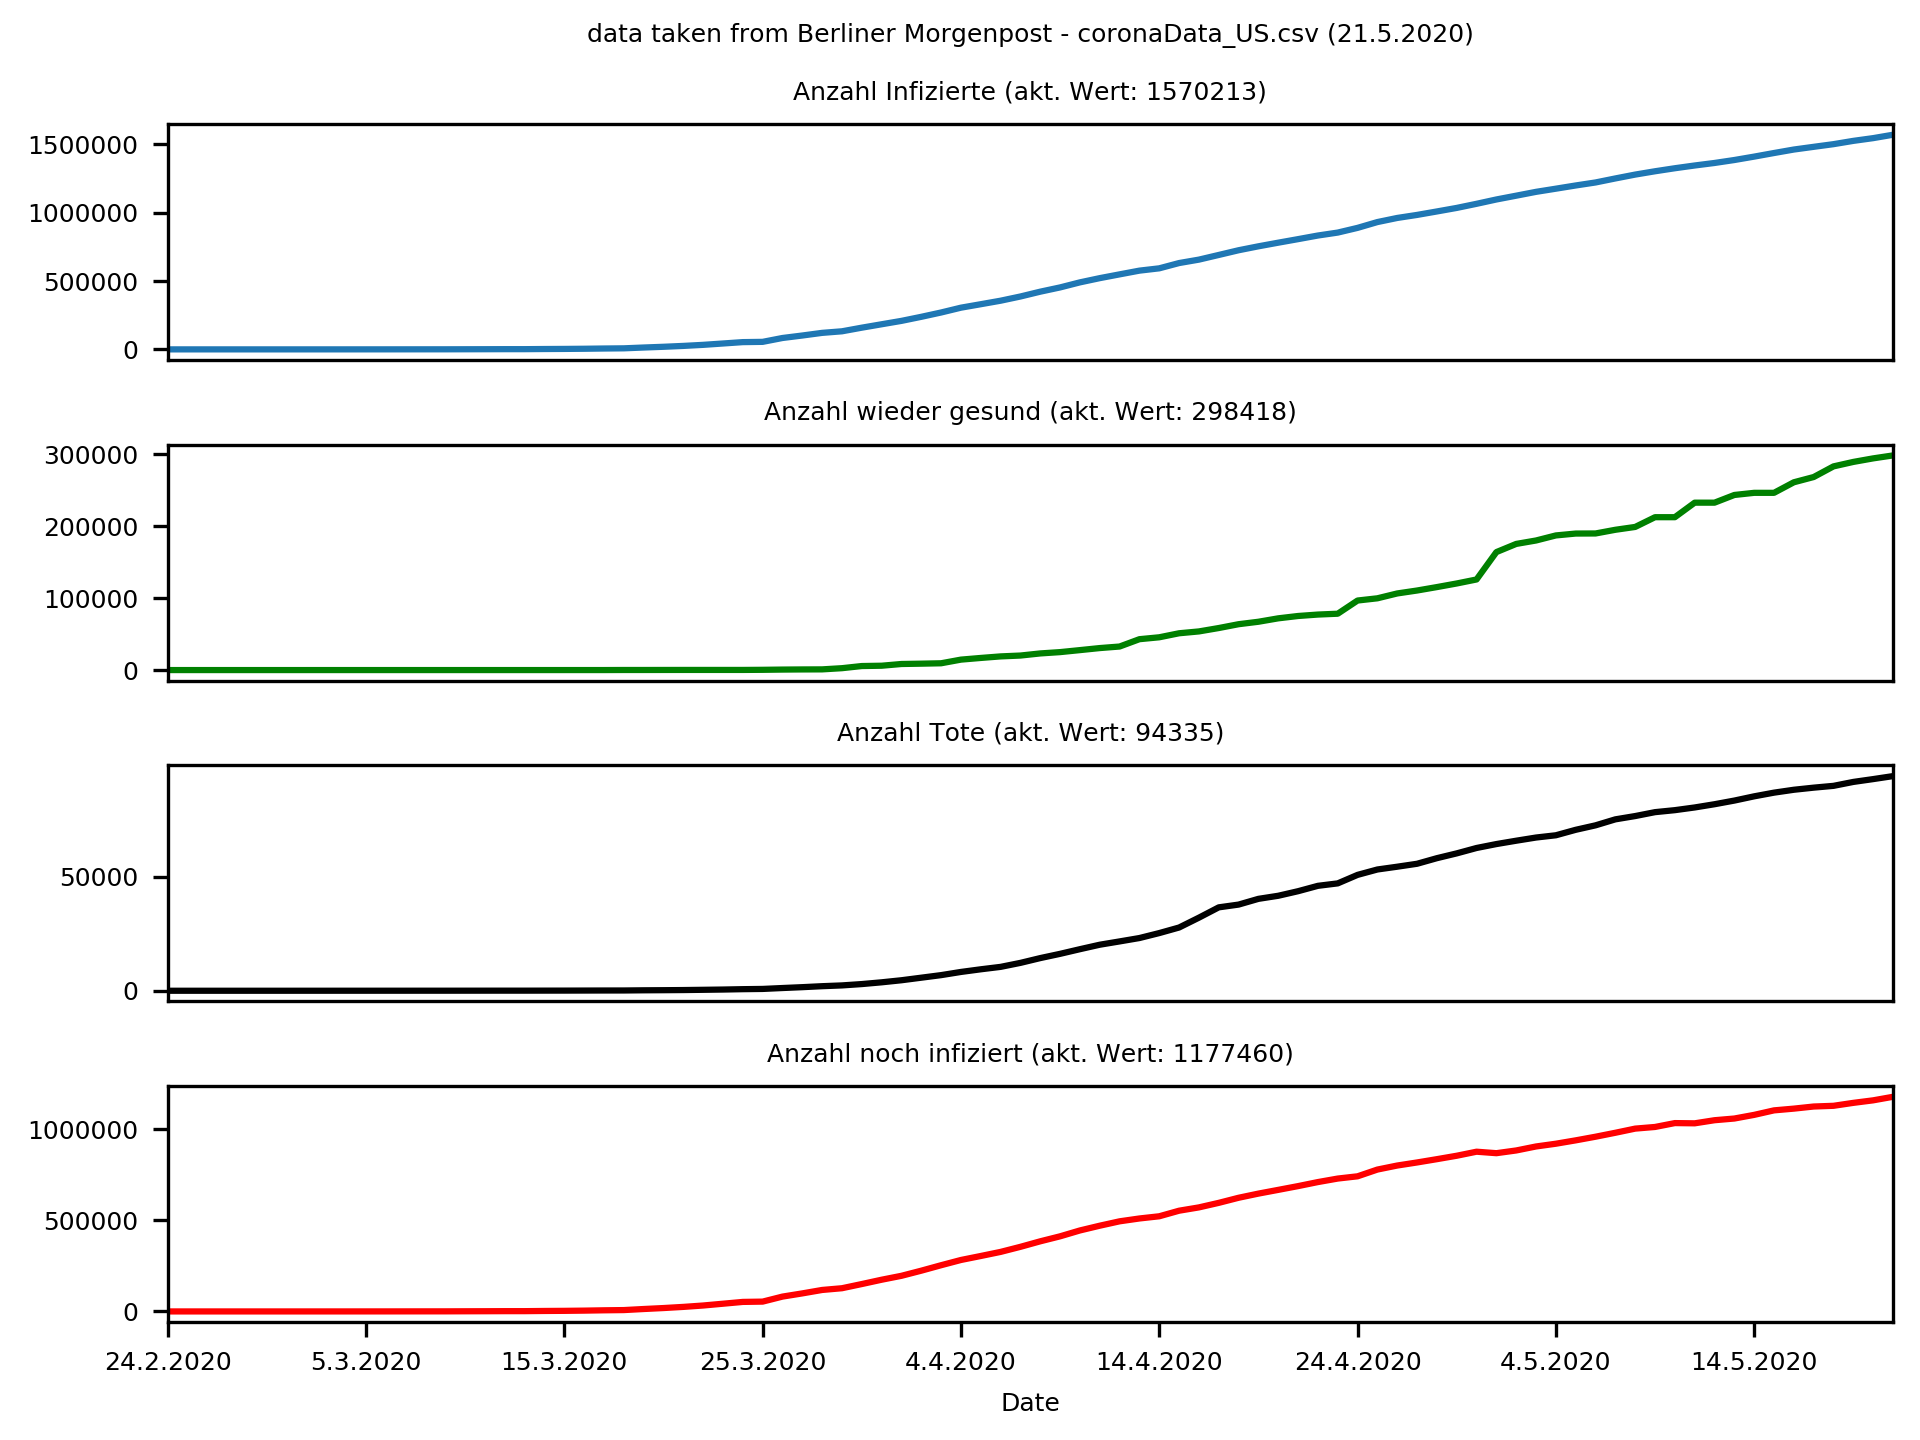 data taken from Berliner Morgenpost - coronaData_US.csv (21.5.2020)
Anzahl Infizierte (akt. Wert: 1570213)
1500000
1000000
500000
0
Anzahl wieder gesund (akt. Wert: 298418)
300000
200000
100000
0
Anzahl Tote (akt. Wert: 94335)
50000
0
Anzahl noch infiziert (akt. Wert: 1177460)
1000000
500000
0
24.2.2020 5.3.2020 15.3.2020 25.3.2020 4.4.2020 14.4.2020 24.4.2020 4.5.2020 14.5.2020
Date